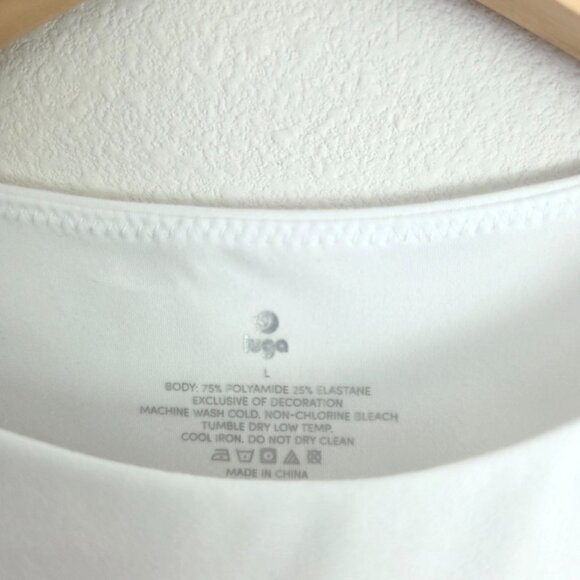 iuga
L
BODY: 75% POLYAMIDE 25% ELASTANE
EXCLUSIVE OF DECORATION
MACHINE WASH COLD. NON-CHLORINE BLEACH
TUMBLE DRY LOW TEMP.
COOL IRON. DO NOT DRY CLEAN
MADE IN CHINA